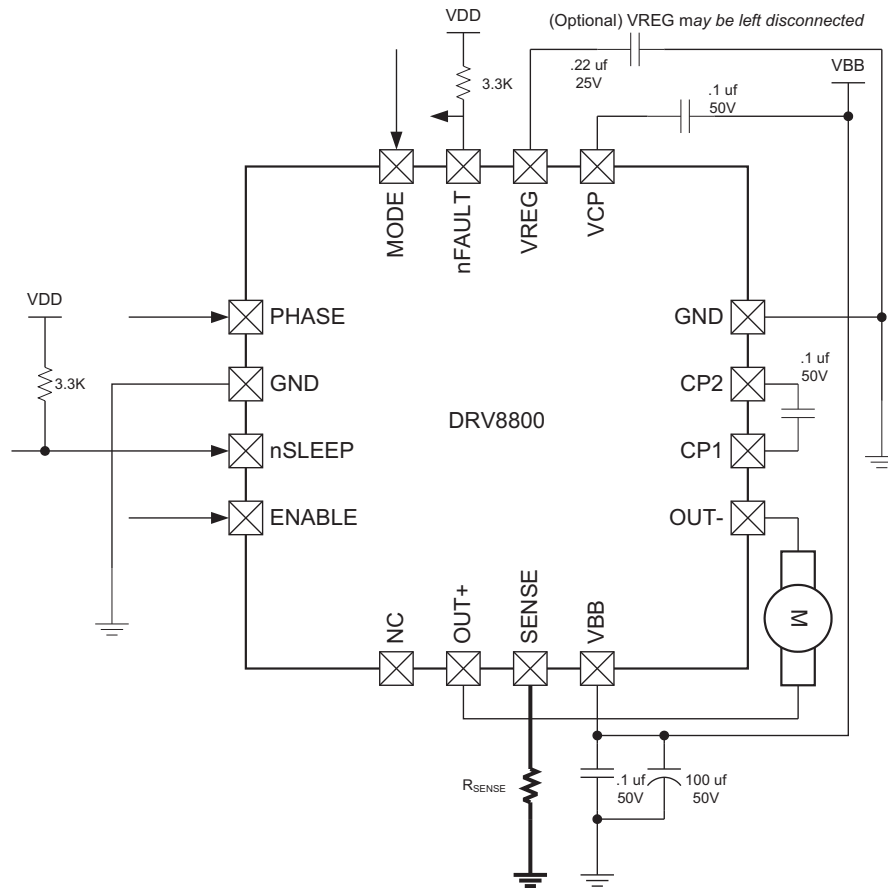 (Optional) VREG may be left disconnected
VDD
3.3K
.22 uf
25V
.1 uf
50V
VBB
MODE
nFAULT
VREG
VCP
VDD
3.3K
PHASE
GND
nSLEEP
ENABLE
DRV8800
GND
CP2
CP1
OUT-
.1 uf
50V
M
NC
OUT+
SENSE
VBB
RSENSE
.1 uf
50V
100 uf
50V